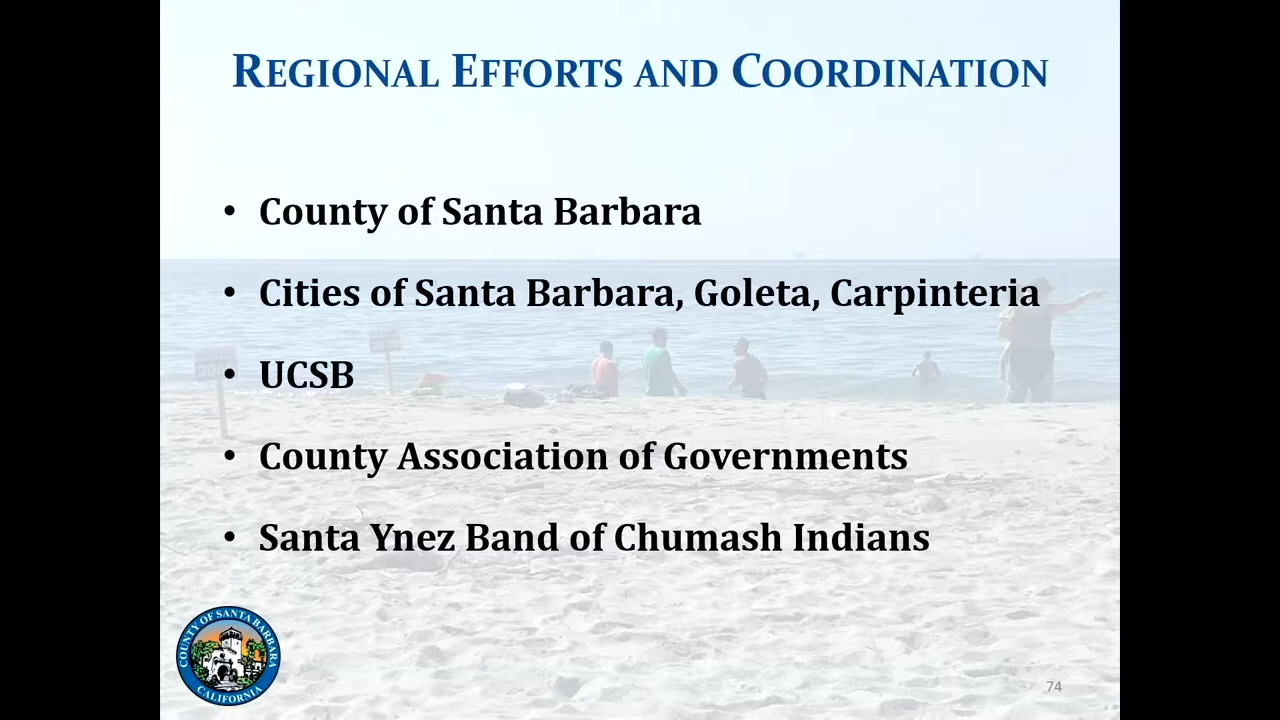 REGIONAL EFFORTS AND COORDINATION
• County of Santa Barbara
• Cities of Santa Barbara, Goleta, Carpinteria
• UCSB
• County Association of Governments
• Santa Ynez Band of Chumash Indians
COUNTY OF SANTA BARBARA
CALIFORNIA
74